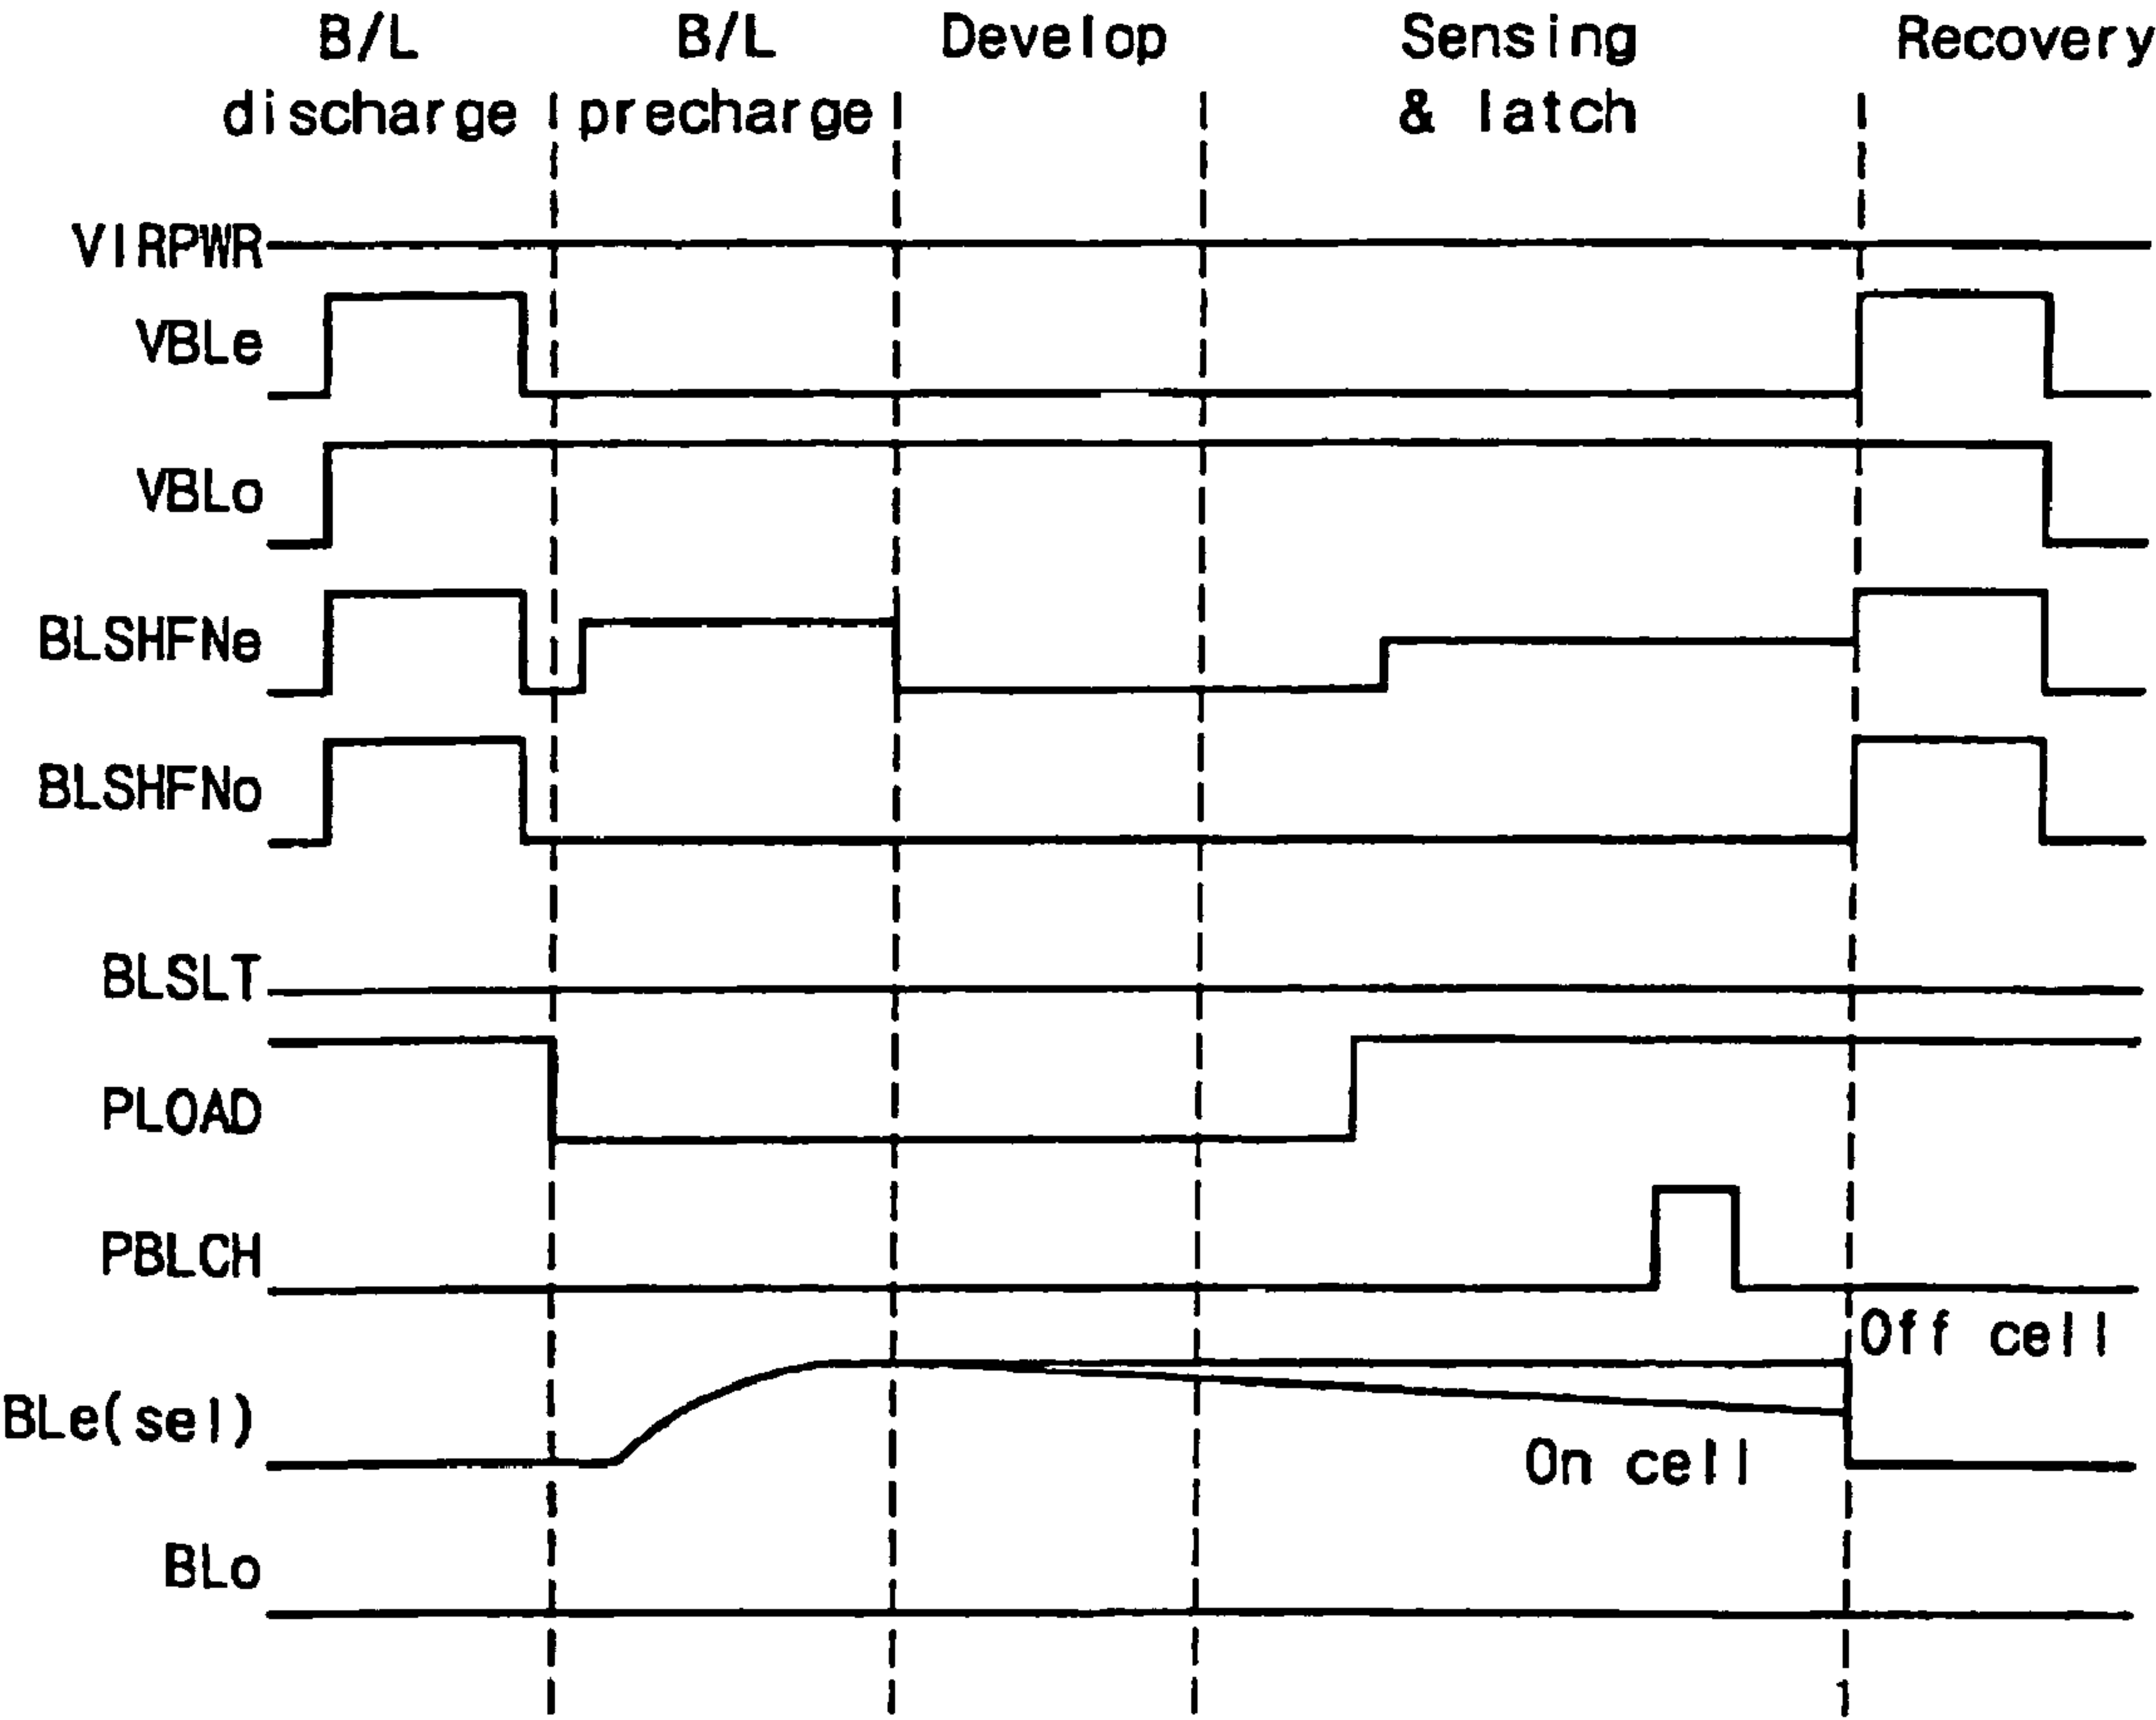 B/L discharge
B/L precharge
Develop
Sensing & latch
Recovery
VIRPWR
VBLe
VBLo
BLSHFNe
BLSHFNo
BLSLT
PLOAD
PBLCH
Off cell
BLe(sel)
On cell
BLo